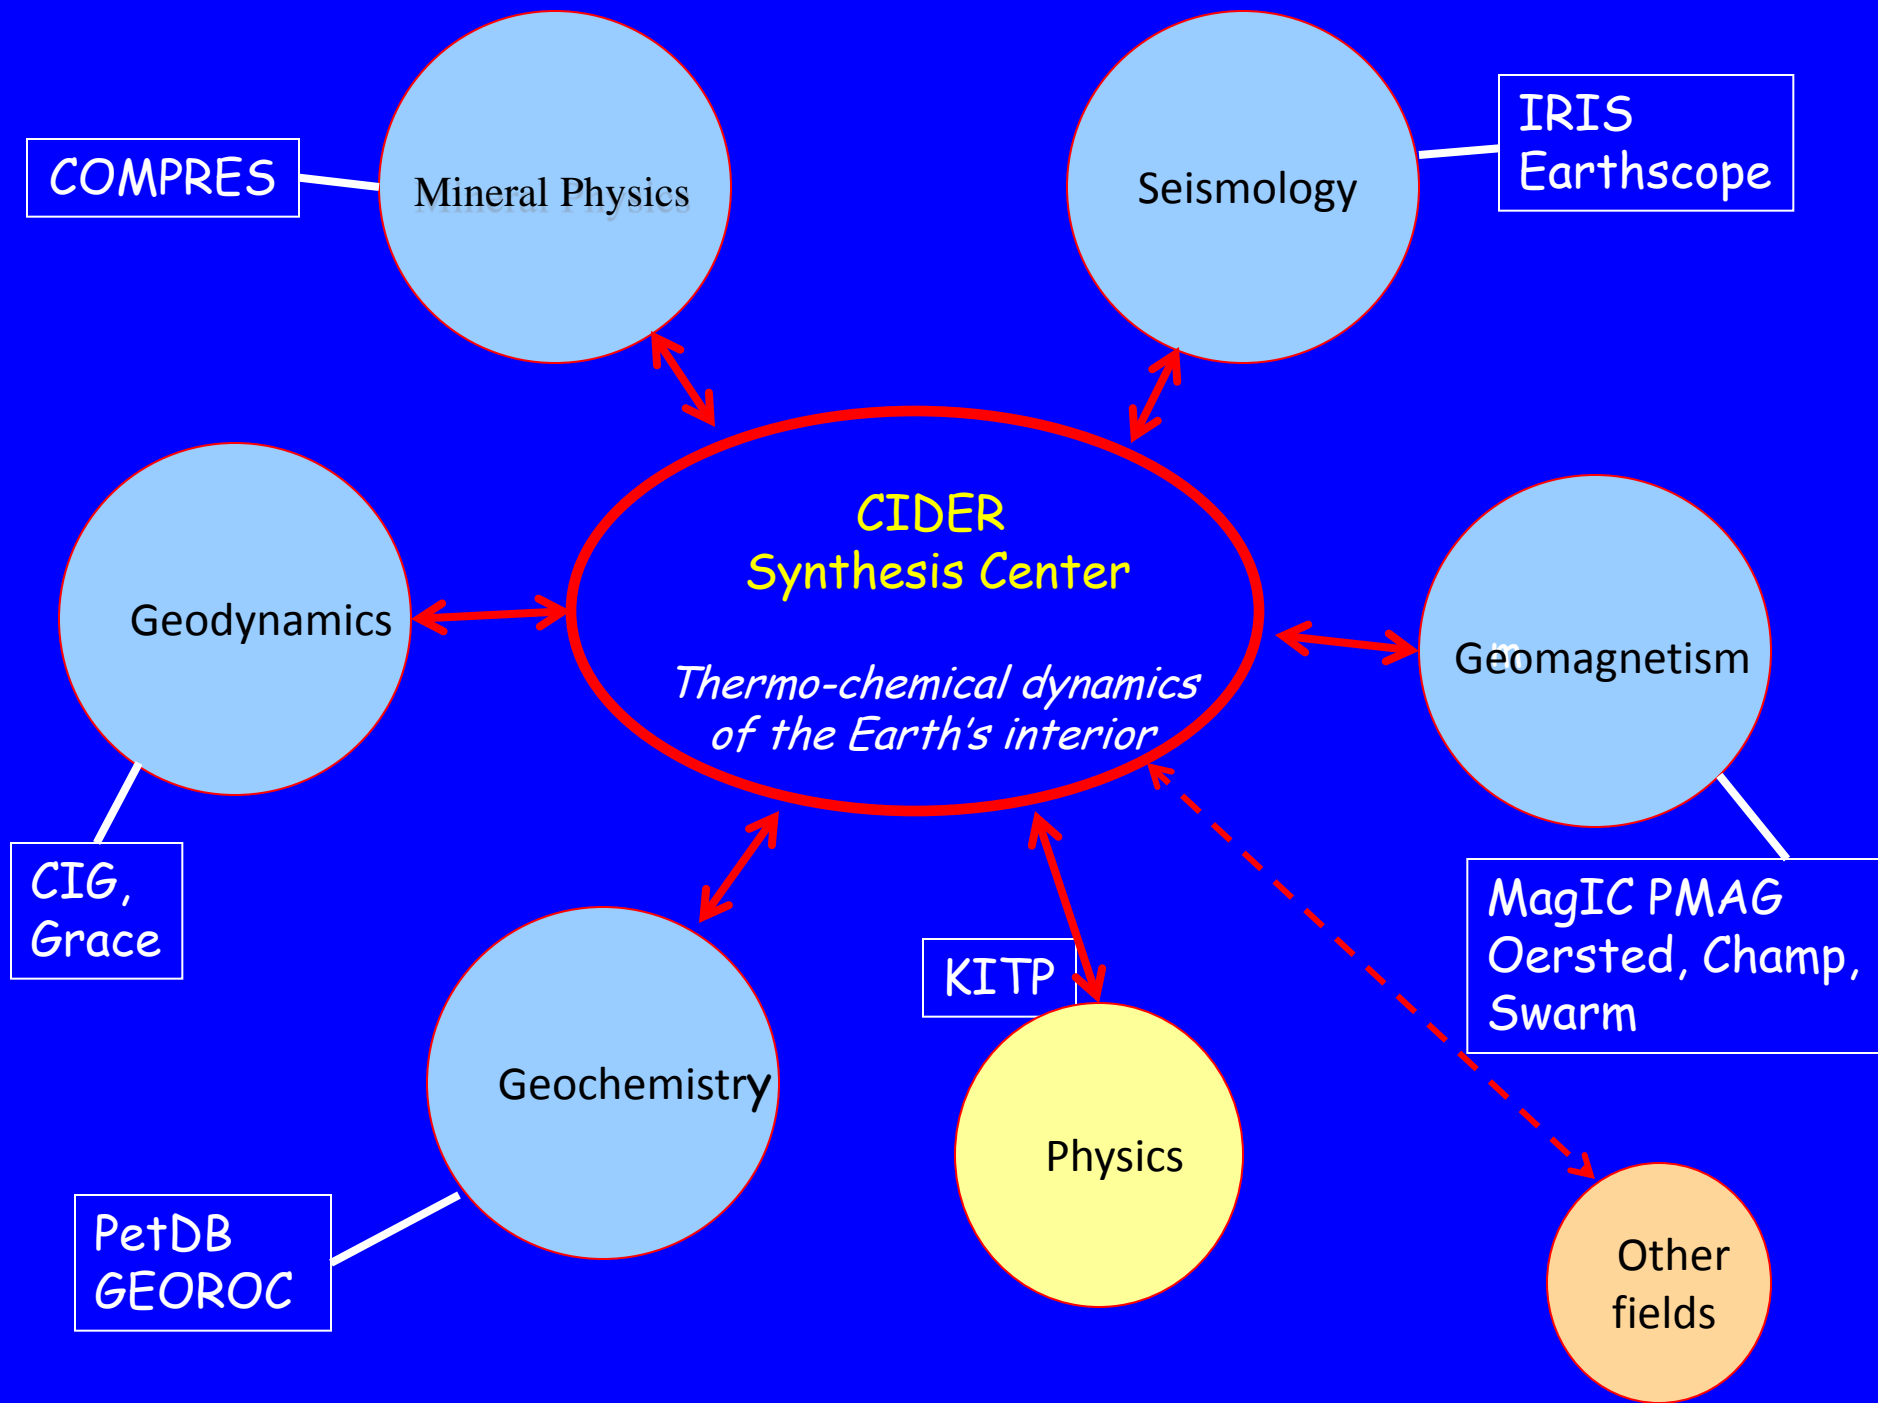 COMPRES
Mineral Physics
Seismology
IRIS
Earthscope
CIDER
Synthesis Center
Thermo-chemical dynamics
of the Earth's interior
Geodynamics
Geomagnetism
CIG,
Grace
MagIC PMAG
Oersted, Champ,
Swarm
KITP
Geochemistry
Physics
PetDB
GEOROC
Other
fields